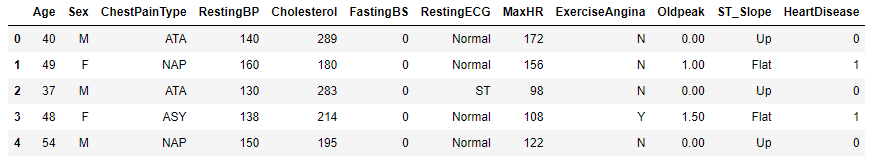 Age Sex ChestPainType RestingBP Cholesterol FastingBS RestingECG MaxHR ExerciseAngina Oldpeak ST_Slope HeartDisease
0 40 M ATA 140 289 0 Normal 172 N 0.00 Up 0
1 49 F NAP 160 180 0 Normal 156 N 1.00 Flat 1
2 37 M ATA 130 283 0 ST 98 N 0.00 Up 0
3 48 F ASY 138 214 0 Normal 108 Y 1.50 Flat 1
4 54 M NAP 150 195 0 Normal 122 N 0.00 Up 0